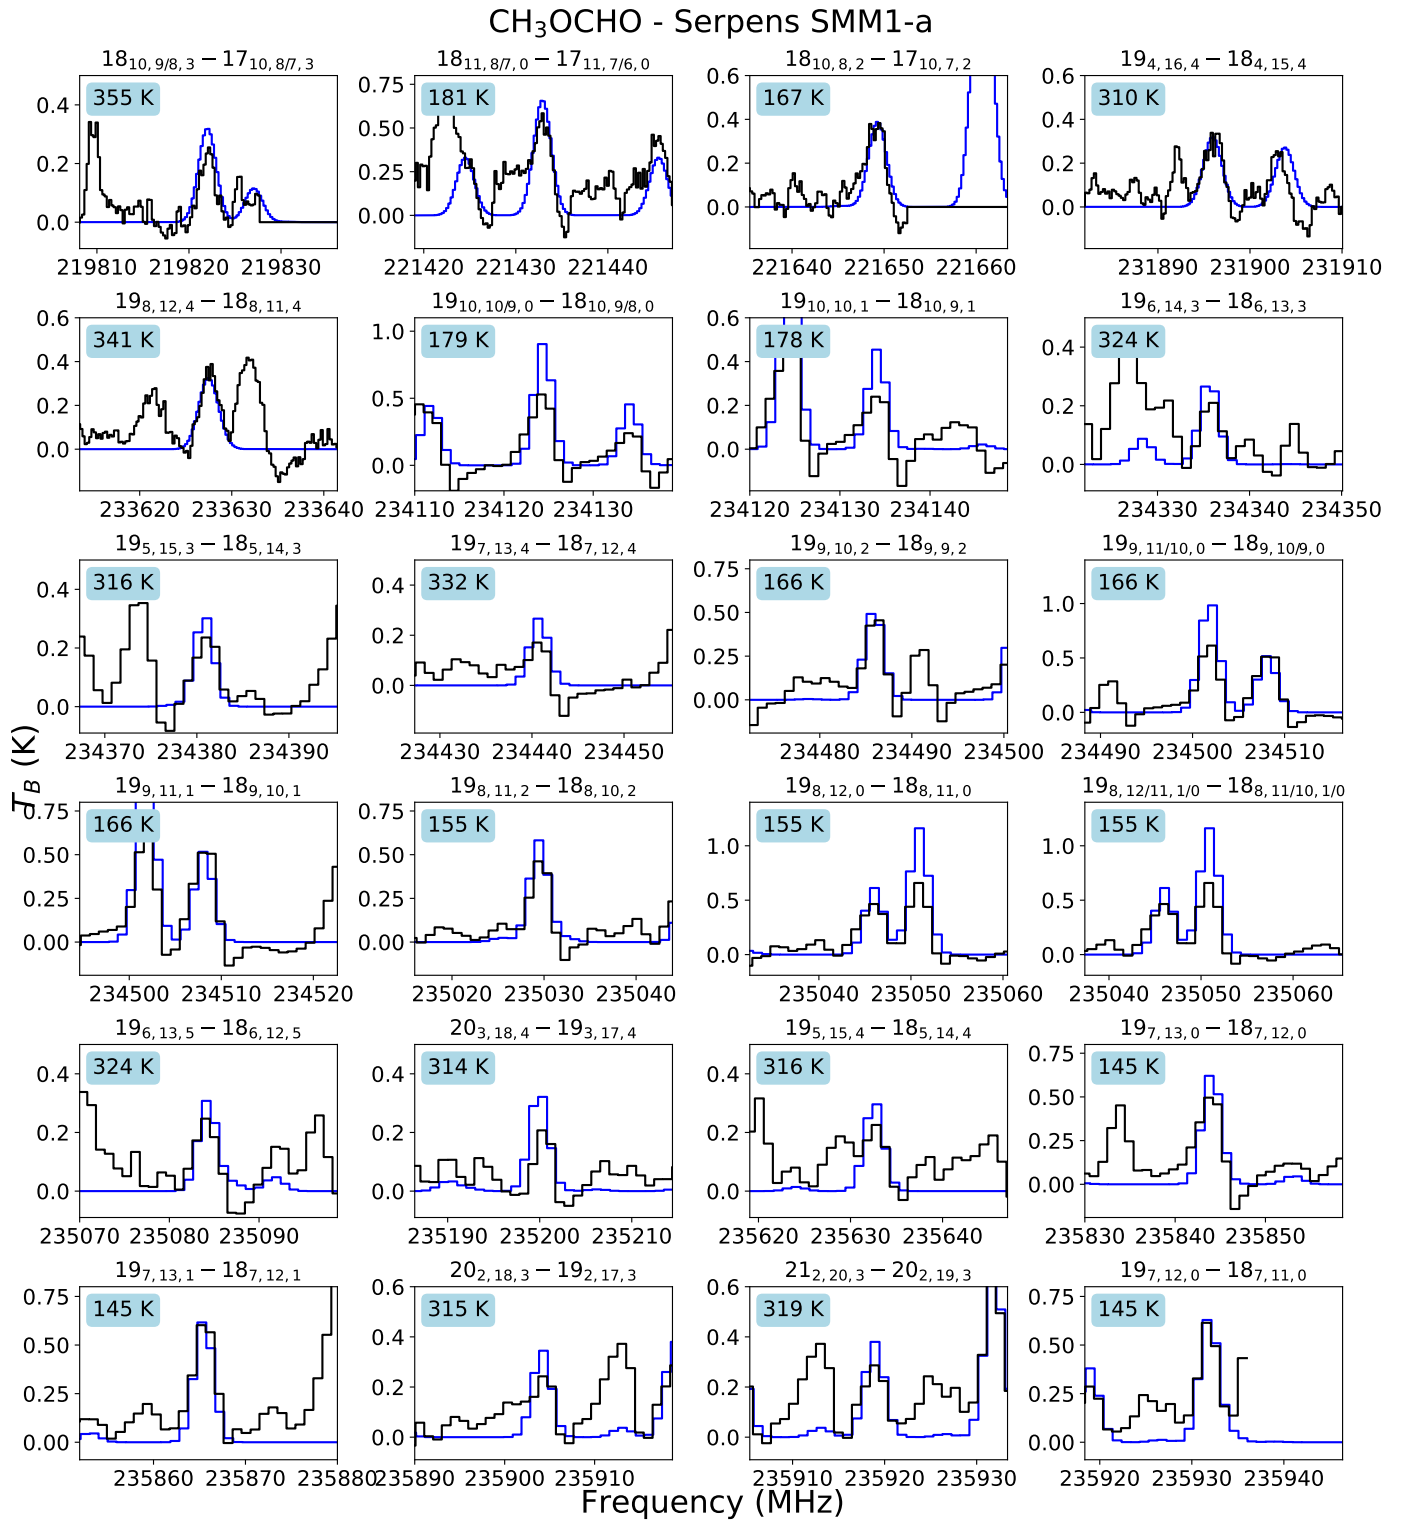 CH₃OCHO - Serpens SMM1-a
18₁₀,₉/₈,₃ − 17₁₀,₈/₇,₃ 18₁₁,₈/₇,₀ − 17₁₁,₇/₆,₀ 18₁₀,₈,₂ − 17₁₀,₇,₂ 19₄,₁₆,₄ − 18₄,₁₅,₄
355 K 181 K 167 K 310 K
0.4 0.2 0.0
0.75 0.50 0.25 0.00
0.6 0.4 0.2 0.0
0.6 0.4 0.2 0.0
219810 219820 219830 221420 221430 221440 221640 221650 221660 231890 231900 231910
19₈,₁₂,₄ − 18₈,₁₁,₄ 19₁₀,₁₀/₉,₀ − 18₁₀,₉/₈,₀ 19₁₀,₁₀,₁ − 18₁₀,₉,₁ 19₆,₁₄,₃ − 18₆,₁₃,₃
341 K 179 K 178 K 324 K
0.6 0.4 0.2 0.0
1.0 0.5 0.0
0.6 0.4 0.2 0.0
0.4 0.2 0.0
233620 233630 233640 234110 234120 234130 234120 234130 234140 234330 234340 234350
19₅,₁₅,₃ − 18₅,₁₄,₃ 19₇,₁₃,₄ − 18₇,₁₂,₄ 19₉,₁₀,₂ − 18₉,₉,₂ 19₉,₁₁/₁₀,₀ − 18₉,₁₀/₉,₀
316 K 332 K 166 K 166 K
0.4 0.2 0.0
0.4 0.2 0.0
0.75 0.50 0.25 0.00
1.0 0.5 0.0
234370 234380 234390 234430 234440 234450 234480 234490 234500 234490 234500 234510
T_B (K)
19₉,₁₁,₁ − 18₉,₁₀,₁ 19₈,₁₁,₂ − 18₈,₁₀,₂ 19₈,₁₂,₀ − 18₈,₁₁,₀ 19₈,₁₂/₁₁,₁/₀ − 18₈,₁₁/₁₀,₁/₀
166 K 155 K 155 K 155 K
0.75 0.50 0.25 0.00
0.75 0.50 0.25 0.00
1.0 0.5 0.0
1.0 0.5 0.0
234500 234510 234520 235020 235030 235040 235040 235050 235060 235040 235050 235060
19₆,₁₃,₅ − 18₆,₁₂,₅ 20₃,₁₈,₄ − 19₃,₁₇,₄ 19₅,₁₅,₄ − 18₅,₁₄,₄ 19₇,₁₃,₀ − 18₇,₁₂,₀
324 K 314 K 316 K 145 K
0.4 0.2 0.0
0.4 0.2 0.0
0.4 0.2 0.0
0.75 0.50 0.25 0.00
235070 235080 235090 235190 235200 235210 235620 235630 235640 235830 235840 235850
19₇,₁₃,₁ − 18₇,₁₂,₁ 20₂,₁₈,₃ − 19₂,₁₇,₃ 21₂,₂₀,₃ − 20₂,₁₉,₃ 19₇,₁₂,₀ − 18₇,₁₁,₀
145 K 315 K 319 K 145 K
0.75 0.50 0.25 0.00
0.6 0.4 0.2 0.0
0.6 0.4 0.2 0.0
0.75 0.50 0.25 0.00
235860 235870 235880 235890 235900 235910 235910 235920 235930 235920 235930 235940
Frequency (MHz)